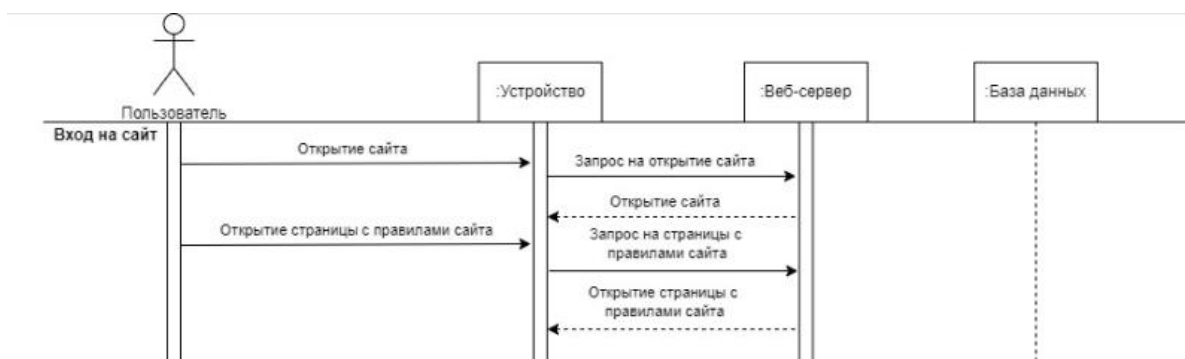 :Устройство
:Веб-сервер
:База данных
Пользователь
Вход на сайт
Открытие сайта
Запрос на открытие сайта
Открытие сайта
Открытие страницы с правилами сайта
Запрос на страницы с
правилами сайта
Открытие страницы с
правилами сайта